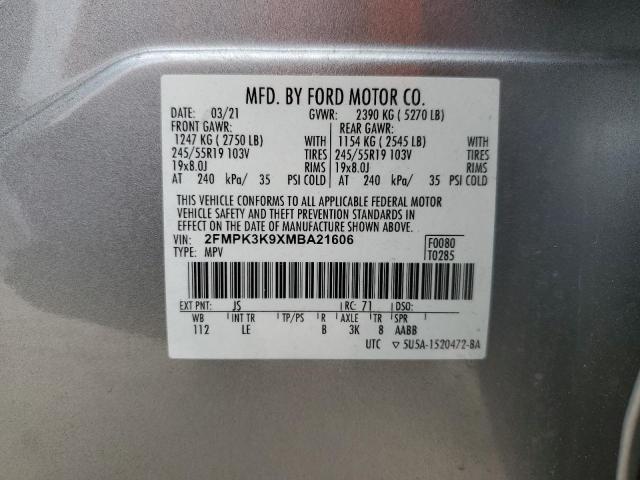 MFD. BY FORD MOTOR CO.
DATE: 03/21 GVWR: 2390 KG ( 5270 LB)
FRONT GAWR: REAR GAWR:
1247 KG ( 2750 LB) WITH 1154 KG ( 2545 LB) WITH
245/55R19 103V TIRES 245/55R19 103V TIRES
19x8.0J RIMS 19x8.0J RIMS
AT 240 kPa/ 35 PSI COLD AT 240 kPa/ 35 PSI COLD
THIS VEHICLE CONFORMS TO ALL APPLICABLE FEDERAL MOTOR
VEHICLE SAFETY AND THEFT PREVENTION STANDARDS IN
EFFECT ON THE DATE OF MANUFACTURE SHOWN ABOVE.
VIN: 2FMPK3K9XMBA21606 F0080
TYPE: MPV T0285
EXT PNT: JS RC: 71 DSO:
WB INT TR TP/PS R AXLE TR SPR
112 LE B 3K 8 AABB
UTC ▽ 5U5A-1520472-BA